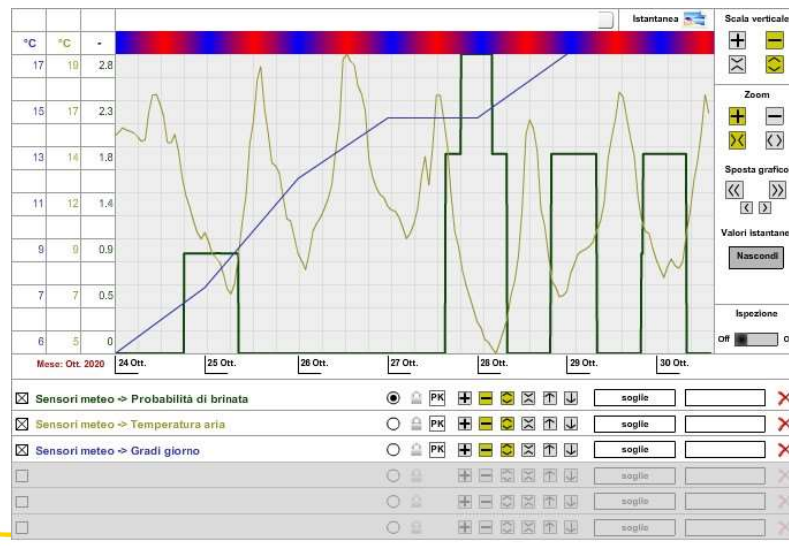 Istantanea
Scala verticale
°C °C -
17 19 2.8
15 17 2.3
Zoom
13 14 1.8
Sposta grafico
11 12 1.4
Valori istantane
9 9 0.9
Nascondi
7 7 0.5
Ispezione
6 5 0
Off O
Mese: Ott. 2020
24 Ott. 25 Ott. 26 Ott. 27 Ott. 28 Ott. 29 Ott. 30 Ott.
Sensori meteo -> Probabilità di brinata PK soglie
Sensori meteo -> Temperatura aria PK soglie
Sensori meteo -> Gradi giorno PK soglie
soglie
soglie
soglie